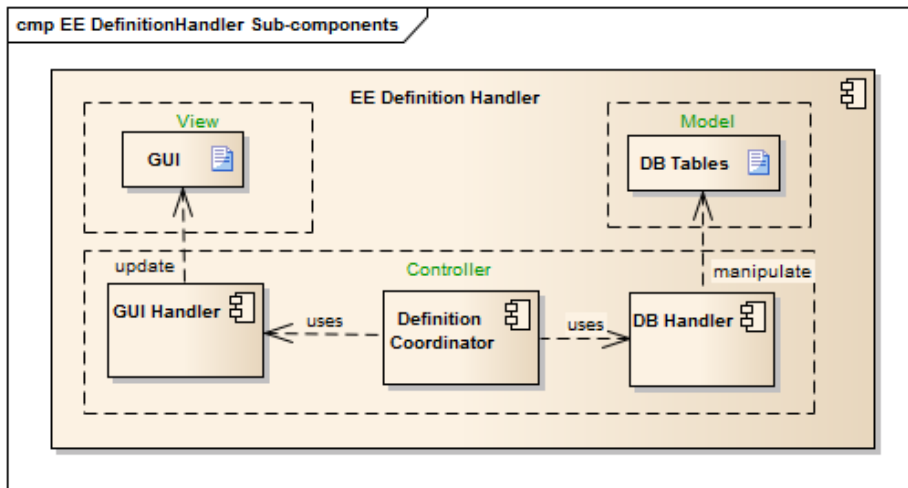 cmp EE DefinitionHandler Sub-components
EE Definition Handler
View
Model
GUI
DB Tables
update
Controller
manipulate
GUI Handler
uses
Definition
Coordinator
uses
DB Handler